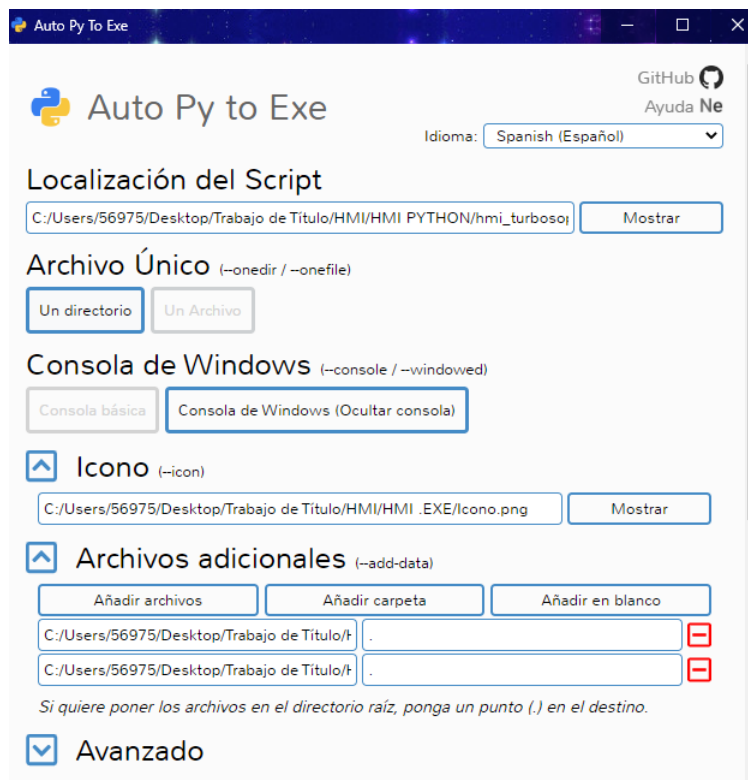 Auto Py To Exe
GitHub
Auto Py to Exe
Ayuda Ne
Idioma: Spanish (Español)
Localización del Script
C:/Users/56975/Desktop/Trabajo de Título/HMI/HMI PYTHON/hmi_turboso Mostrar
Archivo Único (--onedir / --onefile)
Un directorio Un Archivo
Consola de Windows (--console / --windowed)
Consola básica Consola de Windows (Ocultar consola)
Icono (--icon)
C:/Users/56975/Desktop/Trabajo de Título/HMI/HMI .EXE/Icono.png Mostrar
Archivos adicionales (--add-data)
Añadir archivos Añadir carpeta Añadir en blanco
C:/Users/56975/Desktop/Trabajo de Título/H .
C:/Users/56975/Desktop/Trabajo de Título/H .
Si quiere poner los archivos en el directorio raíz, ponga un punto (.) en el destino.
Avanzado